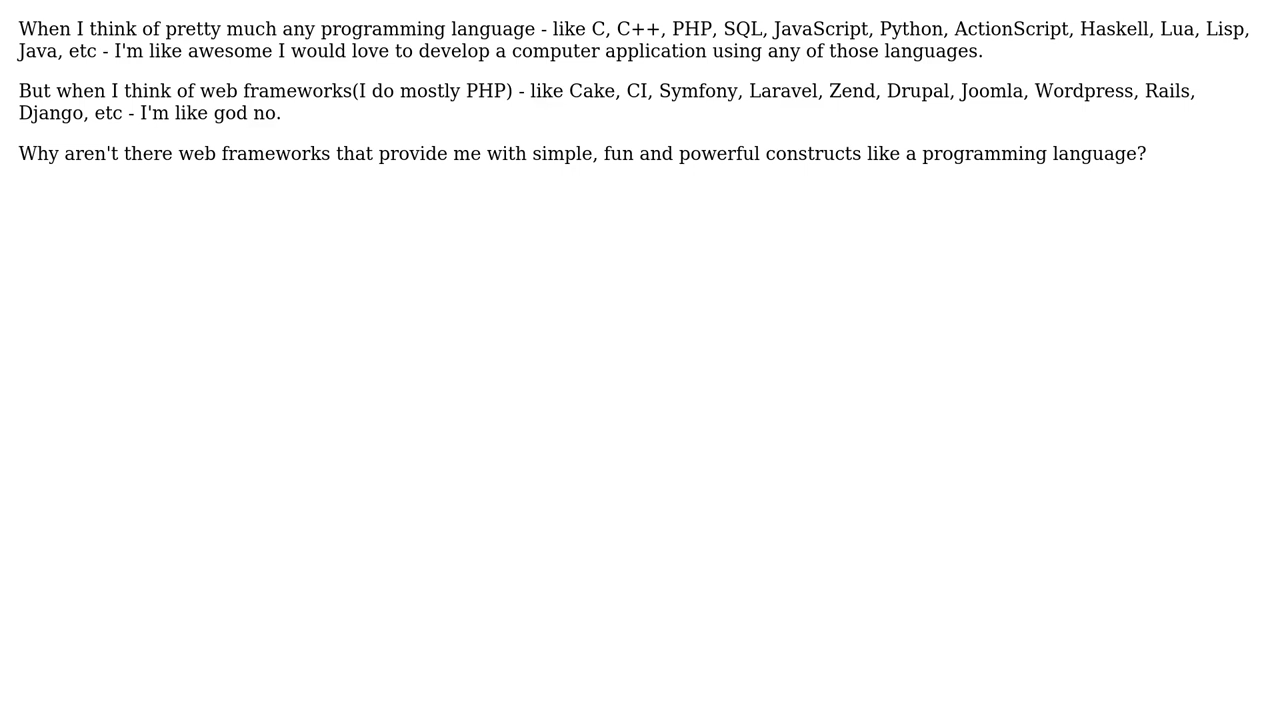 When I think of pretty much any programming language - like C, C++, PHP, SQL, JavaScript, Python, ActionScript, Haskell, Lua, Lisp,
Java, etc - I'm like awesome I would love to develop a computer application using any of those languages.
But when I think of web frameworks(I do mostly PHP) - like Cake, CI, Symfony, Laravel, Zend, Drupal, Joomla, Wordpress, Rails,
Django, etc - I'm like god no.
Why aren't there web frameworks that provide me with simple, fun and powerful constructs like a programming language?